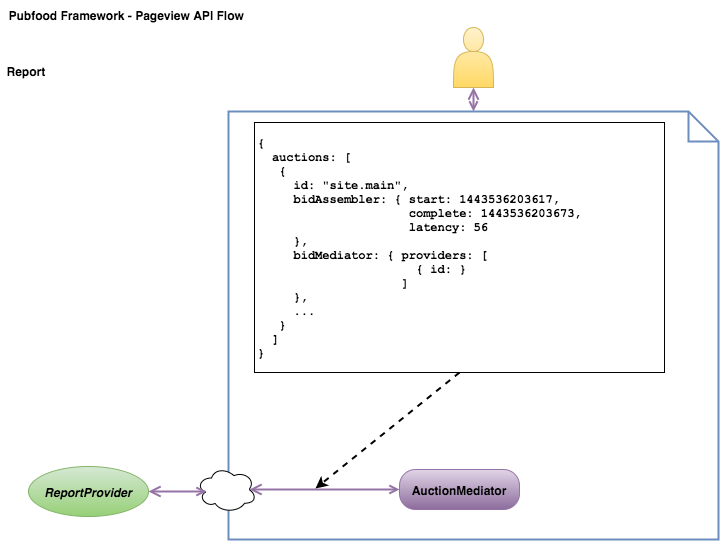 Pubfood Framework - Pageview API Flow
Report
{
auctions: [
{
id: "site.main",
bidAssembler: { start: 1443536203617,
complete: 1443536203673,
latency: 56
},
bidMediator: { providers: [
{ id: }
]
},
...
}
]
}
ReportProvider
AuctionMediator